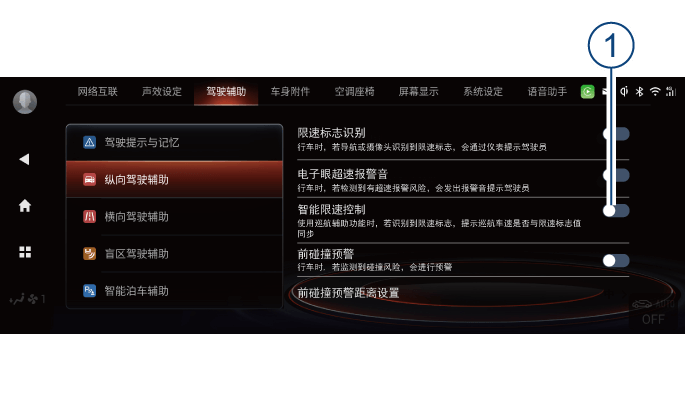 1
网络互联 声效设定 驾驶辅助 车身附件 空调座椅 屏幕显示 系统设定 语音助手
驾驶提示与记忆
纵向驾驶辅助
横向驾驶辅助
盲区驾驶辅助
智能泊车辅助
限速标志识别
行车时，若导航或摄像头识别到限速标志，会通过仪表提示驾驶员
电子眼超速报警音
行车时，若检测到有超速报警风险，会发出报警音提示驾驶员
智能限速控制
使用巡航辅助功能时，若识别到限速标志，提示巡航车速是否与限速标志值
同步
前碰撞预警
行车时，若监测到碰撞风险，会进行预警
前碰撞预警距离设置
1
OFF